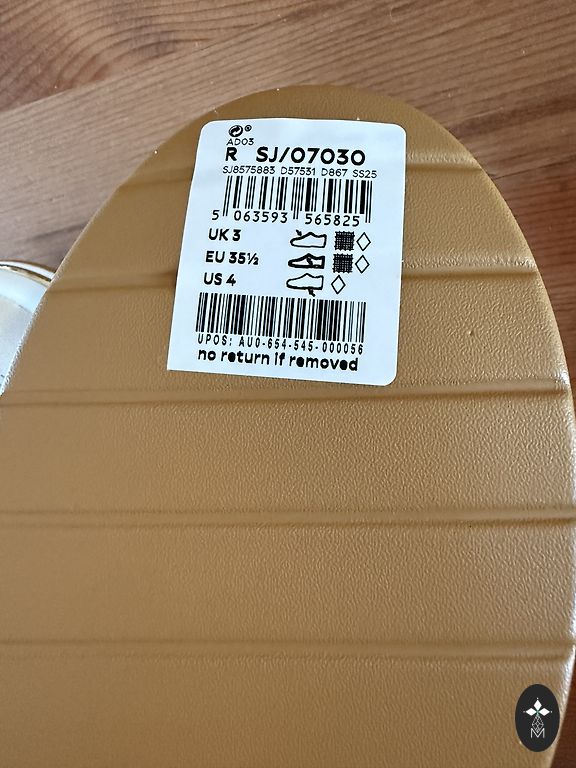 AD03
R SJ/07030
SJ8575883 D57531 D867 SS25
5 063593 565825
UK 3
EU 35½
US 4
UPOS: AU0-654-545-000056
no return if removed
M